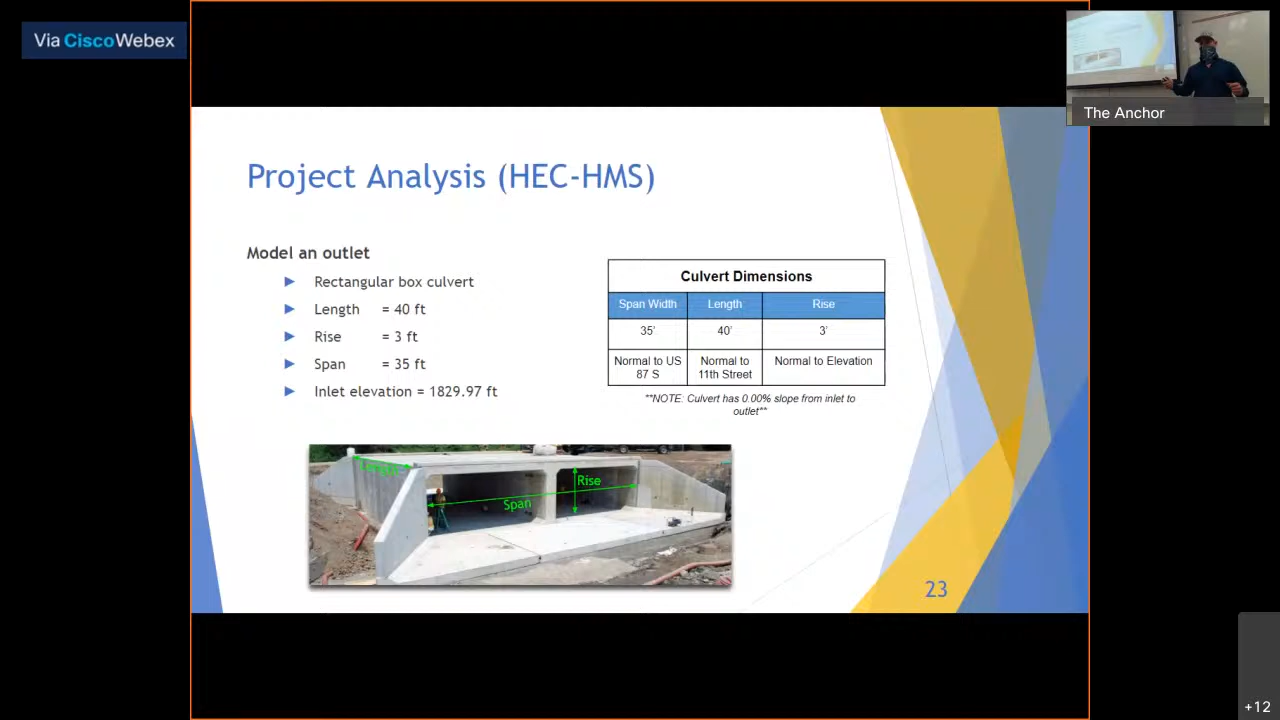 Via CiscoWebex
The Anchor
Project Analysis (HEC-HMS)
Model an outlet
Rectangular box culvert
Length = 40 ft
Rise = 3 ft
Span = 35 ft
Inlet elevation = 1829.97 ft
Culvert Dimensions
Span Width Length Rise
35' 40' 3'
Normal to US Normal to Normal to Elevation
87 S 11th Street
**NOTE: Culvert has 0.00% slope from inlet to
outlet**
Length
Rise
Span
23
+12